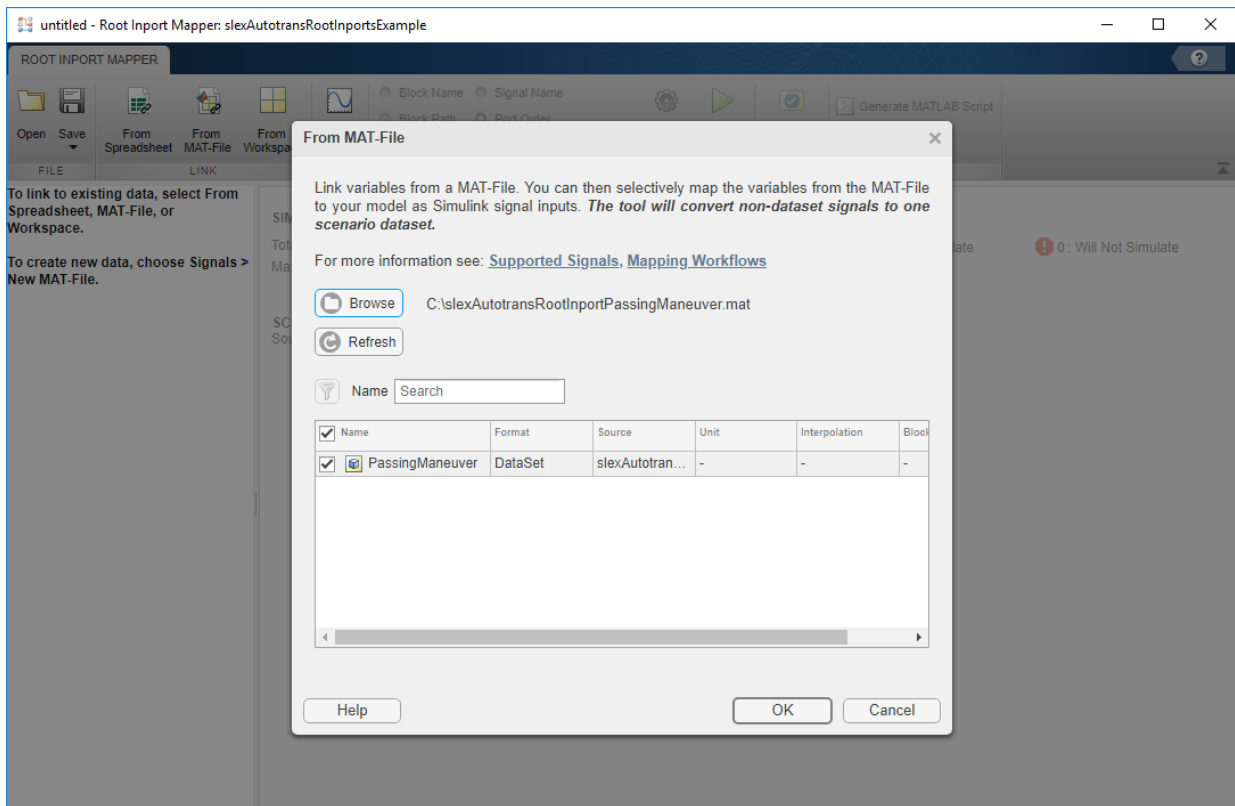 untitled - Root Inport Mapper: slexAutotransRootInportsExample
ROOT INPORT MAPPER
?
Block Name Signal Name
Block Path Port Order
Generate MATLAB Script
Open Save From From From
Spreadsheet MAT-File Workspa
FILE LINK
To link to existing data, select From
Spreadsheet, MAT-File, or
Workspace.
To create new data, choose Signals >
New MAT-File.
SIM
Tot
Ma
SC
Sou
late
0 : Will Not Simulate
From MAT-File
Link variables from a MAT-File. You can then selectively map the variables from the MAT-File
to your model as Simulink signal inputs. The tool will convert non-dataset signals to one
scenario dataset.
For more information see: Supported Signals, Mapping Workflows
Browse C:\slexAutotransRootInportPassingManeuver.mat
Refresh
Name Search
Name Format Source Unit Interpolation Block
PassingManeuver DataSet slexAutotran... - - -
Help OK Cancel